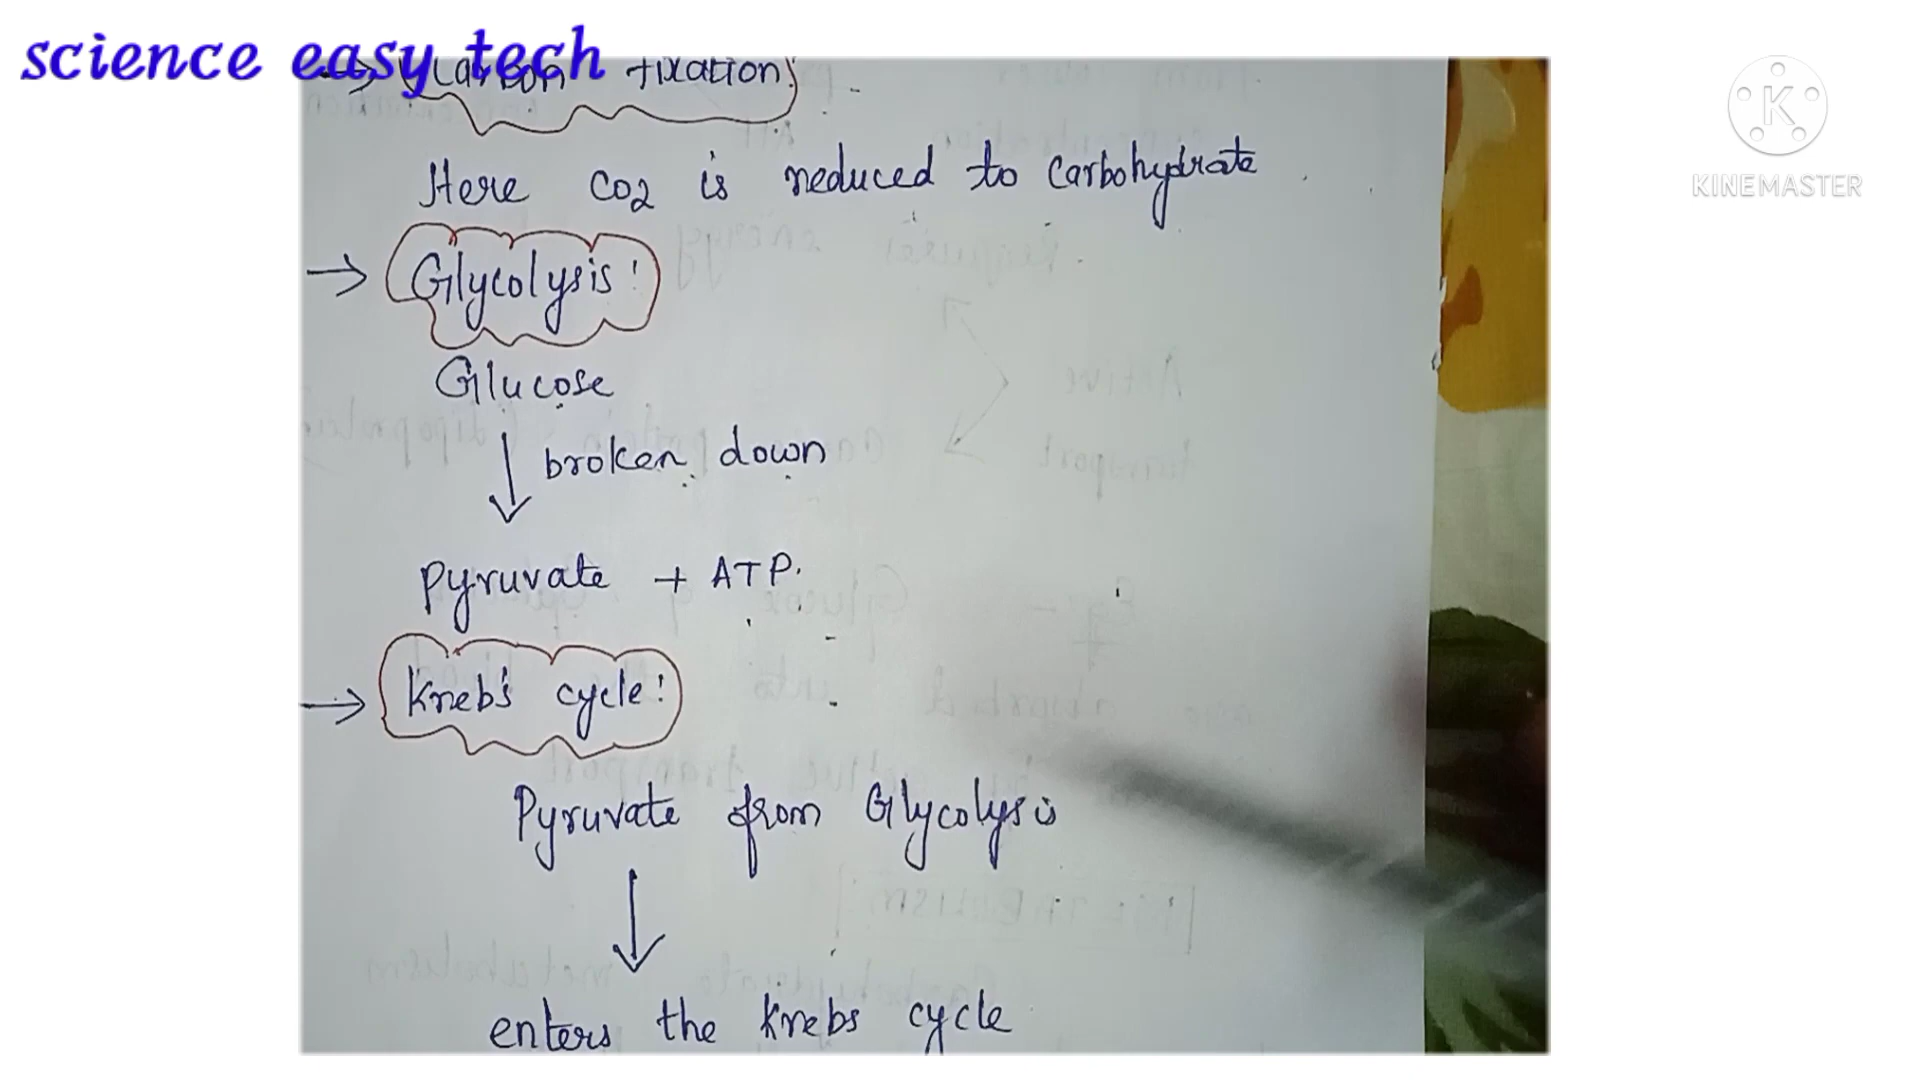 science easy tech
→ Carbon fixation:
Here CO2 is reduced to carbohydrate
→ Glycolysis:
Glucose
↓ broken down
Pyruvate + ATP.
→ Kreb's cycle:
Pyruvate from Glycolysis
↓
enters the Krebs cycle
K
KINEMASTER